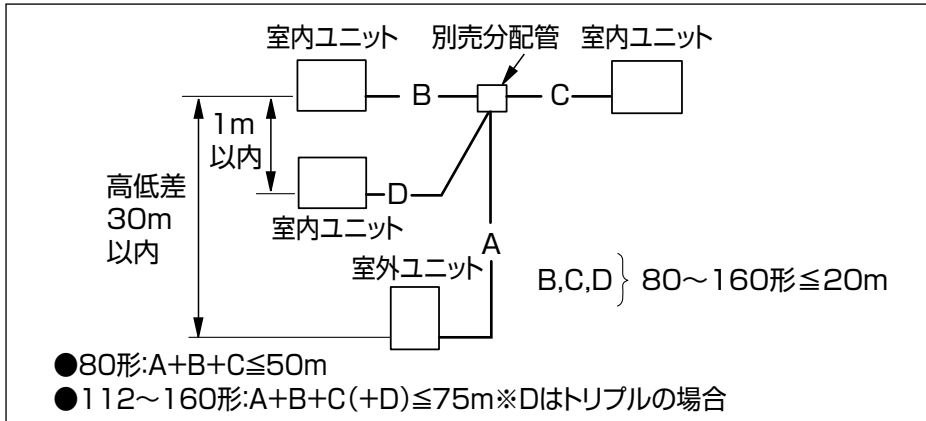 室内ユニット
別売分配管
室内ユニット
B
C
1m
以内
高低差
30m
以内
D
室内ユニット
A
室外ユニット
B,C,D} 80～160形≦20m
●80形:A+B+C≦50m
●112～160形:A+B+C(+D)≦75m※Dはトリプルの場合